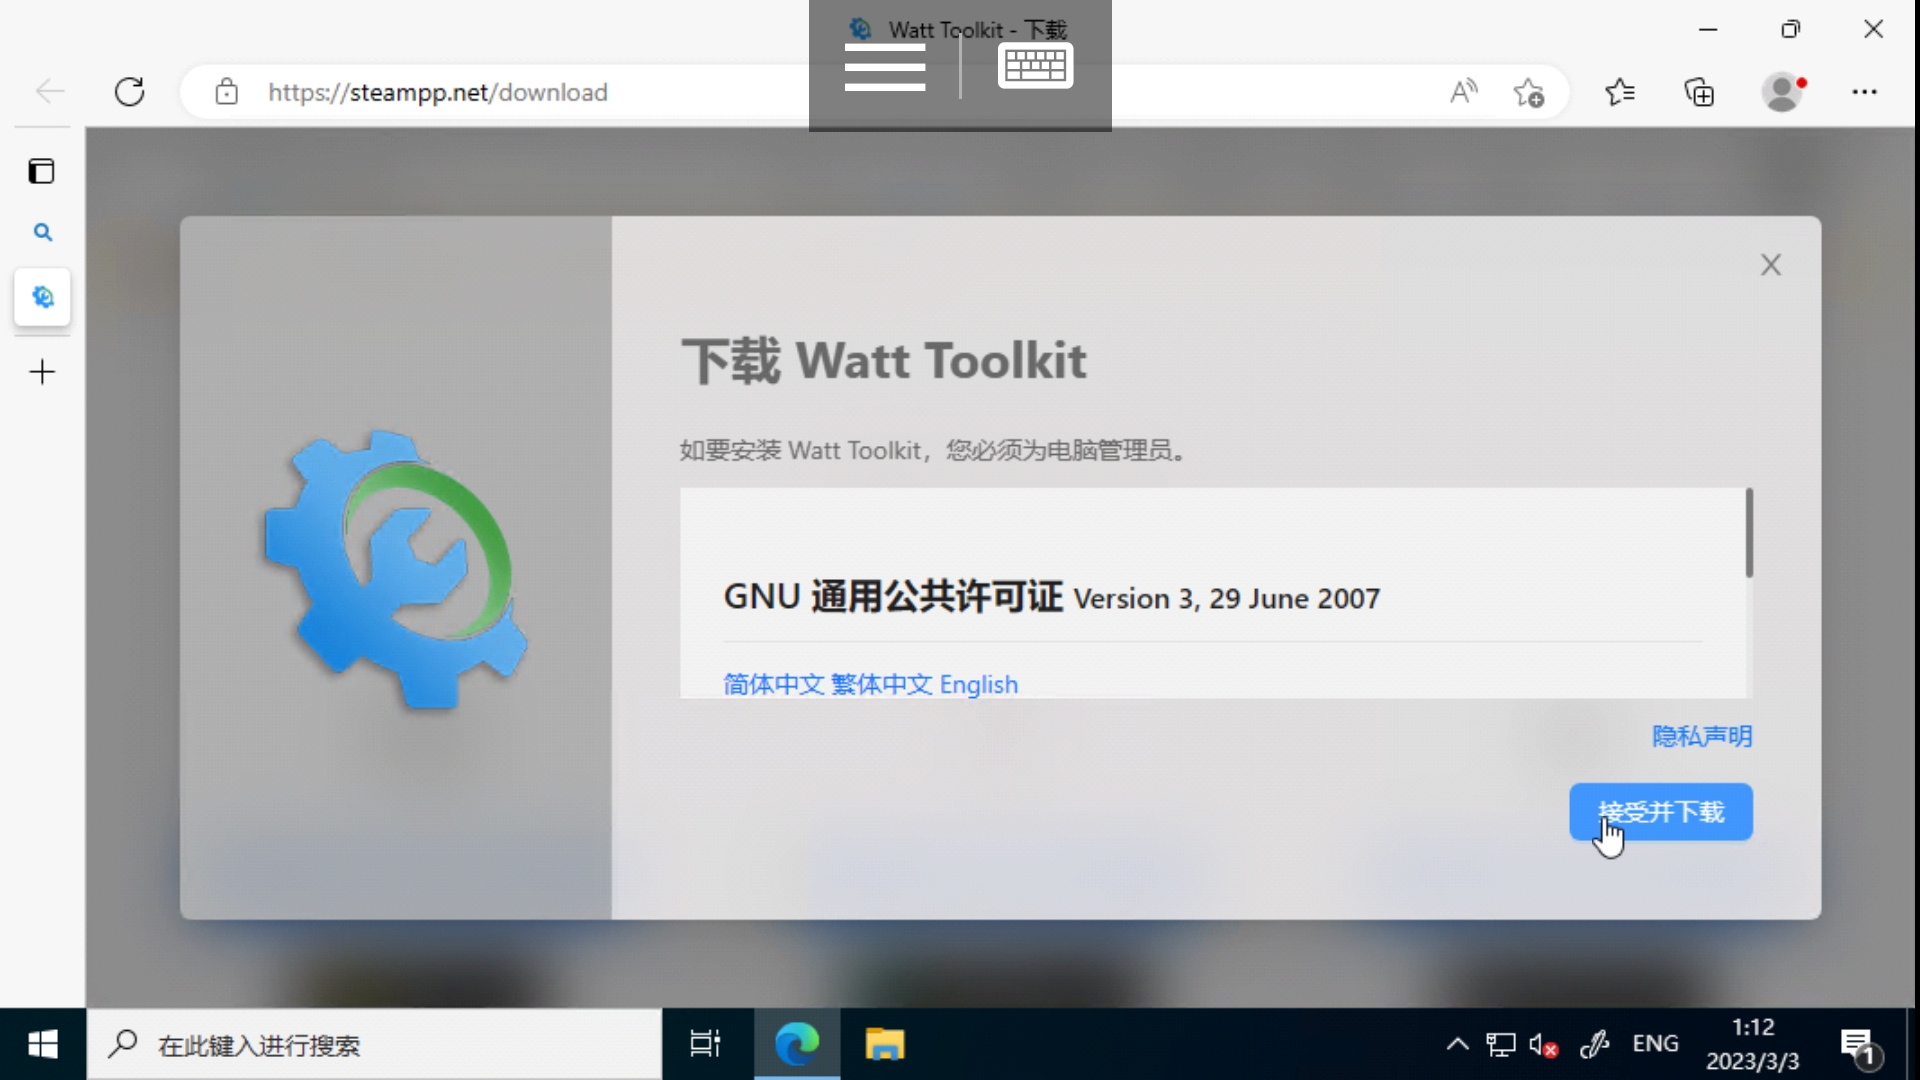 Watt Toolkit - 下载
https://steampp.net/download
下载 Watt Toolkit
如要安装 Watt Toolkit，您必须为电脑管理员。
GNU 通用公共许可证 Version 3, 29 June 2007
简体中文 繁体中文 English
隐私声明
接受并下载
在此键入进行搜索
ENG
1:12
2023/3/3
1